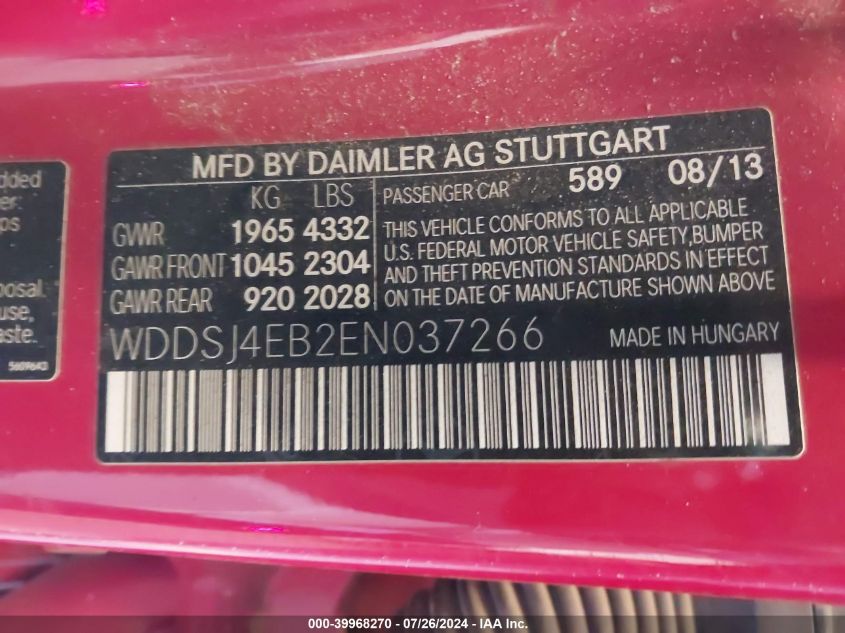 MFD BY DAIMLER AG STUTTGART
KG LBS
GVWR 1965 4332
GAWR FRONT 1045 2304
GAWR REAR 920 2028
PASSENGER CAR 589 08/13
THIS VEHICLE CONFORMS TO ALL APPLICABLE
U.S. FEDERAL MOTOR VEHICLE SAFETY, BUMPER
AND THEFT PREVENTION STANDARDS IN EFFECT
ON THE DATE OF MANUFACTURE SHOWN ABOVE
WDDSJ4EB2EN037266 MADE IN HUNGARY
000-39968270 - 07/26/2024 - IAA Inc.